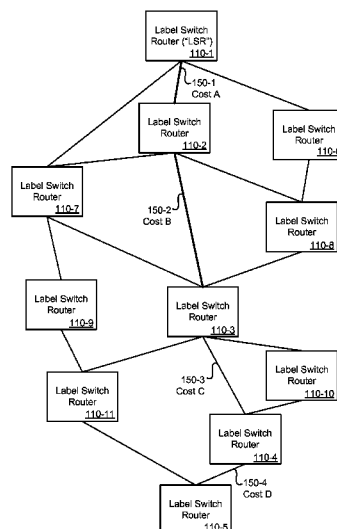 Label Switch
Router ("LSR")
110-1
150-1
Cost A
Label Switch
Router
110-2
Label Switch
Router
110-6
Label Switch
Router
110-7
150-2
Cost B
Label Switch
Router
110-8
Label Switch
Router
110-9
Label Switch
Router
110-3
150-3
Cost C
Label Switch
Router
110-10
Label Switch
Router
110-11
Label Switch
Router
110-4
150-4
Cost D
Label Switch
Router
110-5